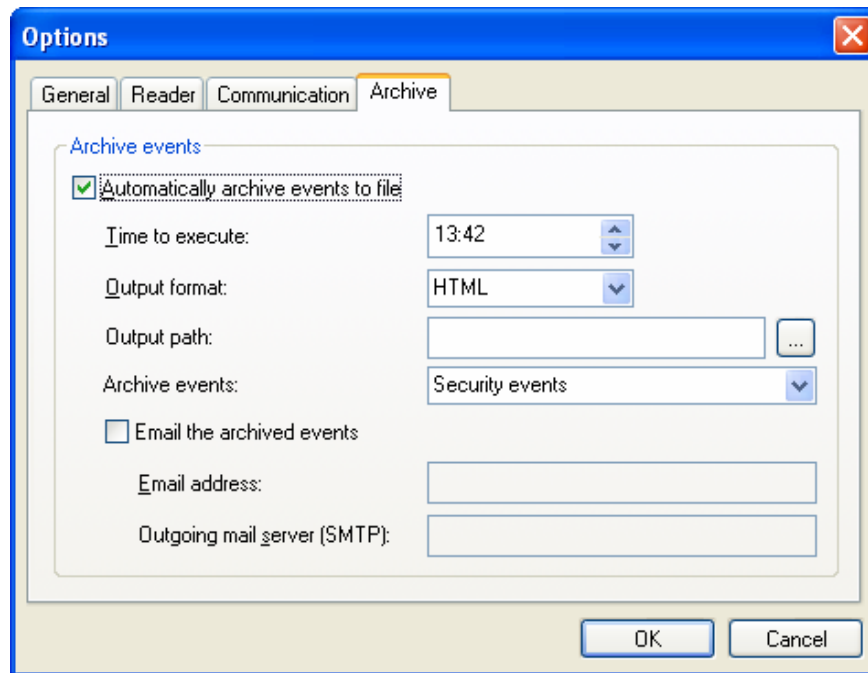 Options
General Reader Communication Archive
Archive events
Automatically archive events to file
Time to execute: 13:42
Output format: HTML
Output path: ...
Archive events: Security events
Email the archived events
Email address:
Outgoing mail server (SMTP):
OK Cancel